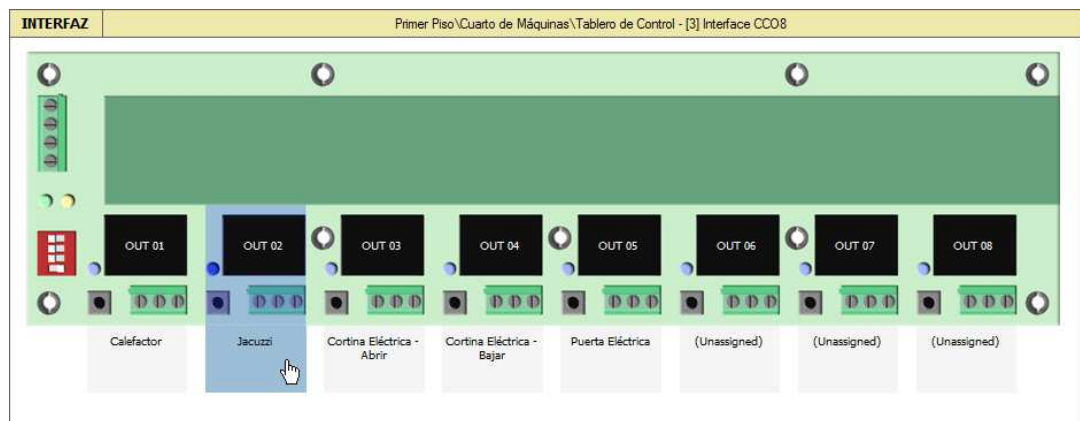 INTERFAZ
Primer Piso\Cuarto de Máquinas\Tablero de Control - [3] Interface CCO8
OUT 01
OUT 02
OUT 03
OUT 04
OUT 05
OUT 06
OUT 07
OUT 08
Calefactor
Jacuzzi
Cortina Eléctrica -
Abrir
Cortina Eléctrica -
Bajar
Puerta Eléctrica
(Unassigned)
(Unassigned)
(Unassigned)